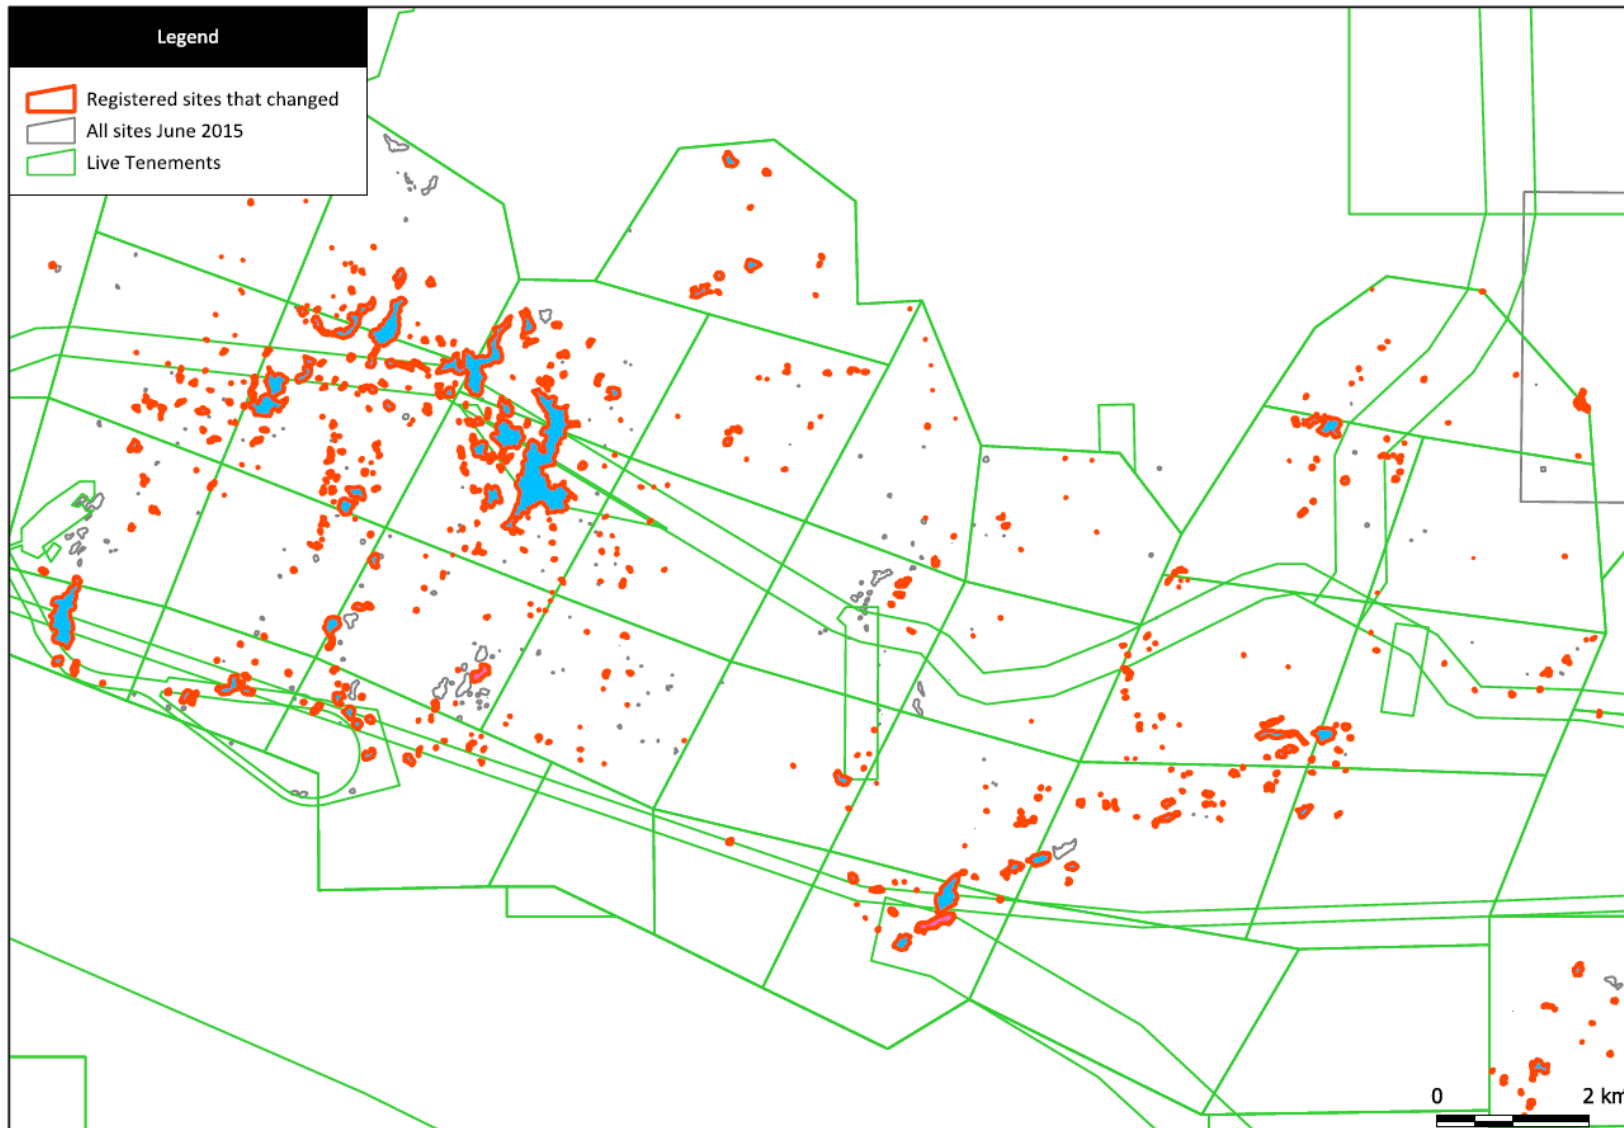 Legend
Registered sites that changed
All sites June 2015
Live Tenements
0 2 km